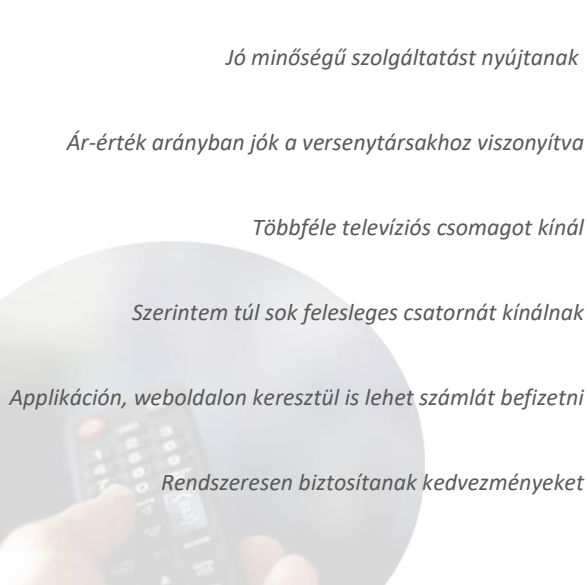 Jó minőségű szolgáltatást nyújtanak
Ár-érték arányban jók a versenytársakhoz viszonyítva
Többféle televíziós csomagot kínál
Szerintem túl sok felesleges csatornát kínálnak
Applikáción, weboldalon keresztül is lehet számlát befizetni
Rendszeresen biztosítanak kedvezményeket